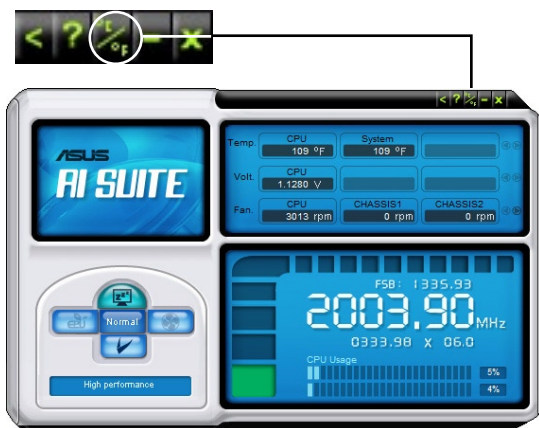 < ? °C/°F - x
< ? °C/°F - x
ASUS
AI SUITE
Temp. CPU 109 °F System 109 °F
Volt. CPU 1.1280 V
Fan. CPU 3013 rpm CHASSIS1 0 rpm CHASSIS2 0 rpm
zzz
Normal
High performance
FSB: 1335.93
2003.90 MHz
0333.98 X 06.0
CPU Usage
5%
4%